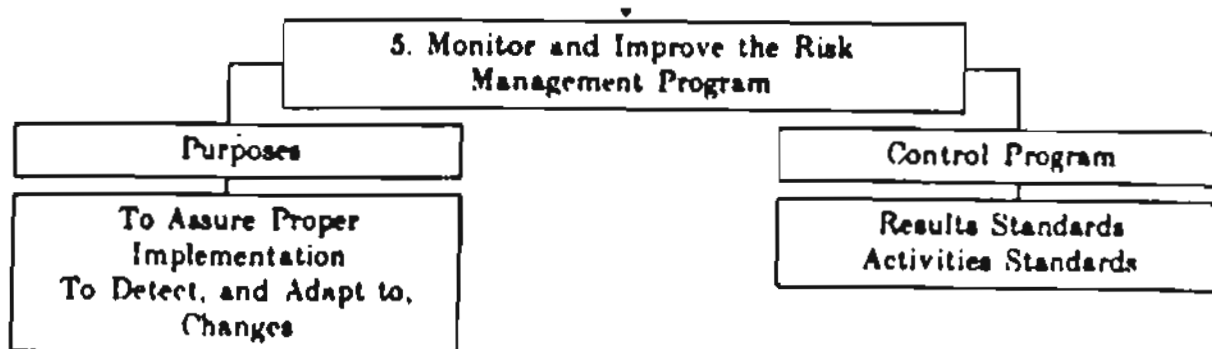 5. Monitor and Improve the Risk
Management Program
Purposes
Control Program
To Assure Proper
Implementation
To Detect, and Adapt to,
Changes
Results Standards
Activities Standards